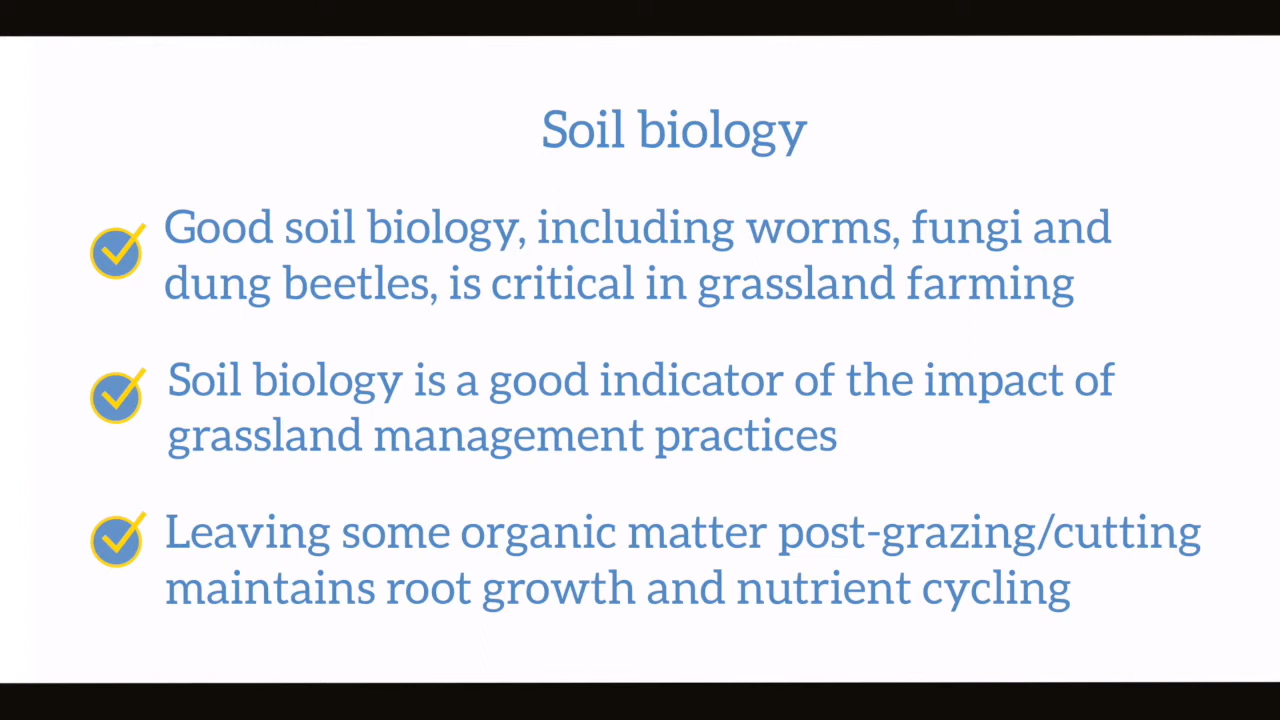 Soil biology
Good soil biology, including worms, fungi and
dung beetles, is critical in grassland farming
Soil biology is a good indicator of the impact of
grassland management practices
Leaving some organic matter post-grazing/cutting
maintains root growth and nutrient cycling